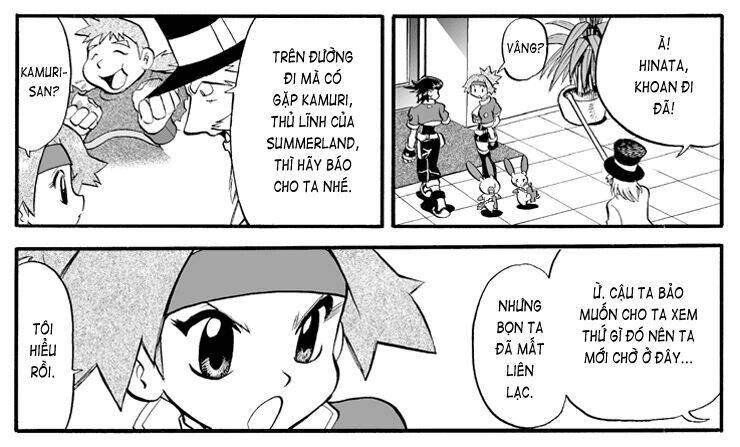 À!
HINATA,
KHOAN ĐI
ĐÃ!
VÂNG?
TRÊN ĐƯỜNG
ĐI MÀ CÓ
GẶP KAMURI,
THỦ LĨNH CỦA
SUMMERLAND,
THÌ HÃY BÁO
CHO TA NHÉ.
KAMURI-
SAN?
Ừ. CẬU TA BẢO
MUỐN CHO TA XEM
THỨ GÌ ĐÓ NÊN TA
MỚI CHỜ Ở ĐÂY...
NHƯNG
BỌN TA
ĐÃ MẤT
LIÊN
LẠC.
TÔI
HIỂU
RỒI.